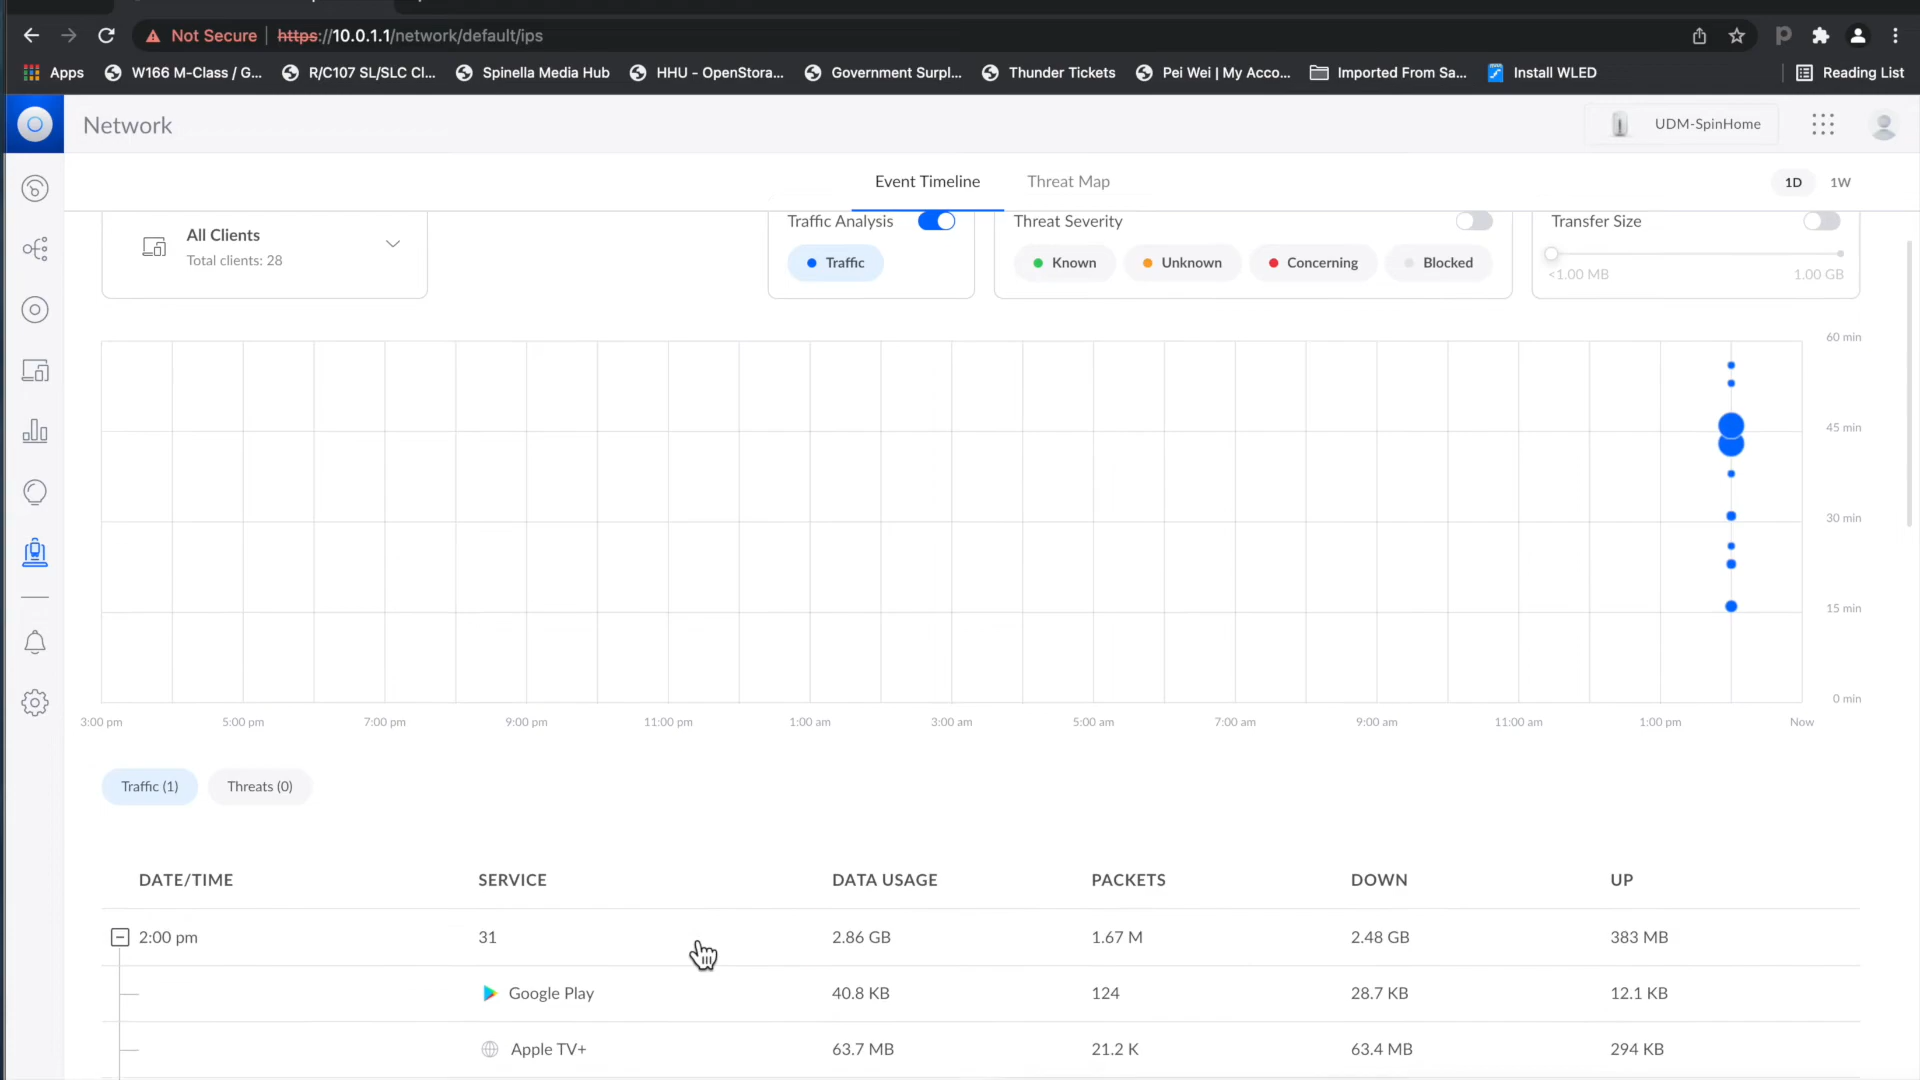 Not Secure https://10.0.1.1/network/default/ips
Apps W166 M-Class / G... R/C107 SL/SLC Cl... Spinella Media Hub HHU - OpenStora... Government Surpl... Thunder Tickets Pei Wei | My Acco... Imported From Sa... Install WLED Reading List
Network UDM-SpinHome
Event Timeline Threat Map 1D 1W
All Clients
Total clients: 28
Traffic Analysis
Traffic
Threat Severity
Known Unknown Concerning Blocked
Transfer Size
<1.00 MB 1.00 GB
60 min
45 min
30 min
15 min
0 min
3:00 pm 5:00 pm 7:00 pm 9:00 pm 11:00 pm 1:00 am 3:00 am 5:00 am 7:00 am 9:00 am 11:00 am 1:00 pm Now
Traffic (1) Threats (0)
DATE/TIME SERVICE DATA USAGE PACKETS DOWN UP
2:00 pm 31 2.86 GB 1.67 M 2.48 GB 383 MB
Google Play 40.8 KB 124 28.7 KB 12.1 KB
Apple TV+ 63.7 MB 21.2 K 63.4 MB 294 KB